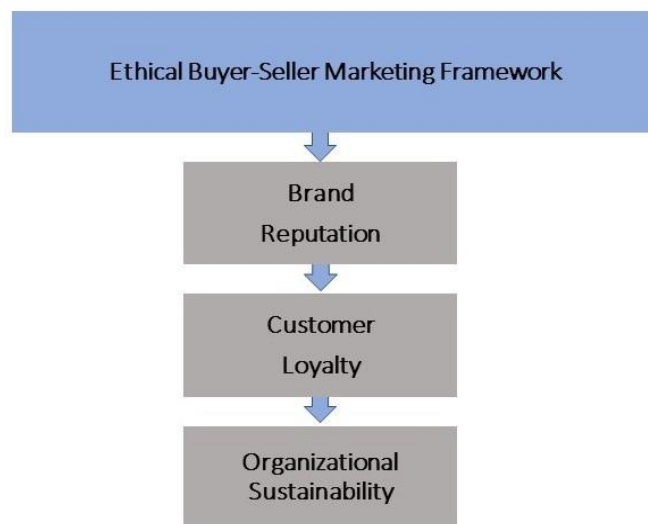 Ethical Buyer-Seller Marketing Framework
Brand
Reputation
Customer
Loyalty
Organizational
Sustainability